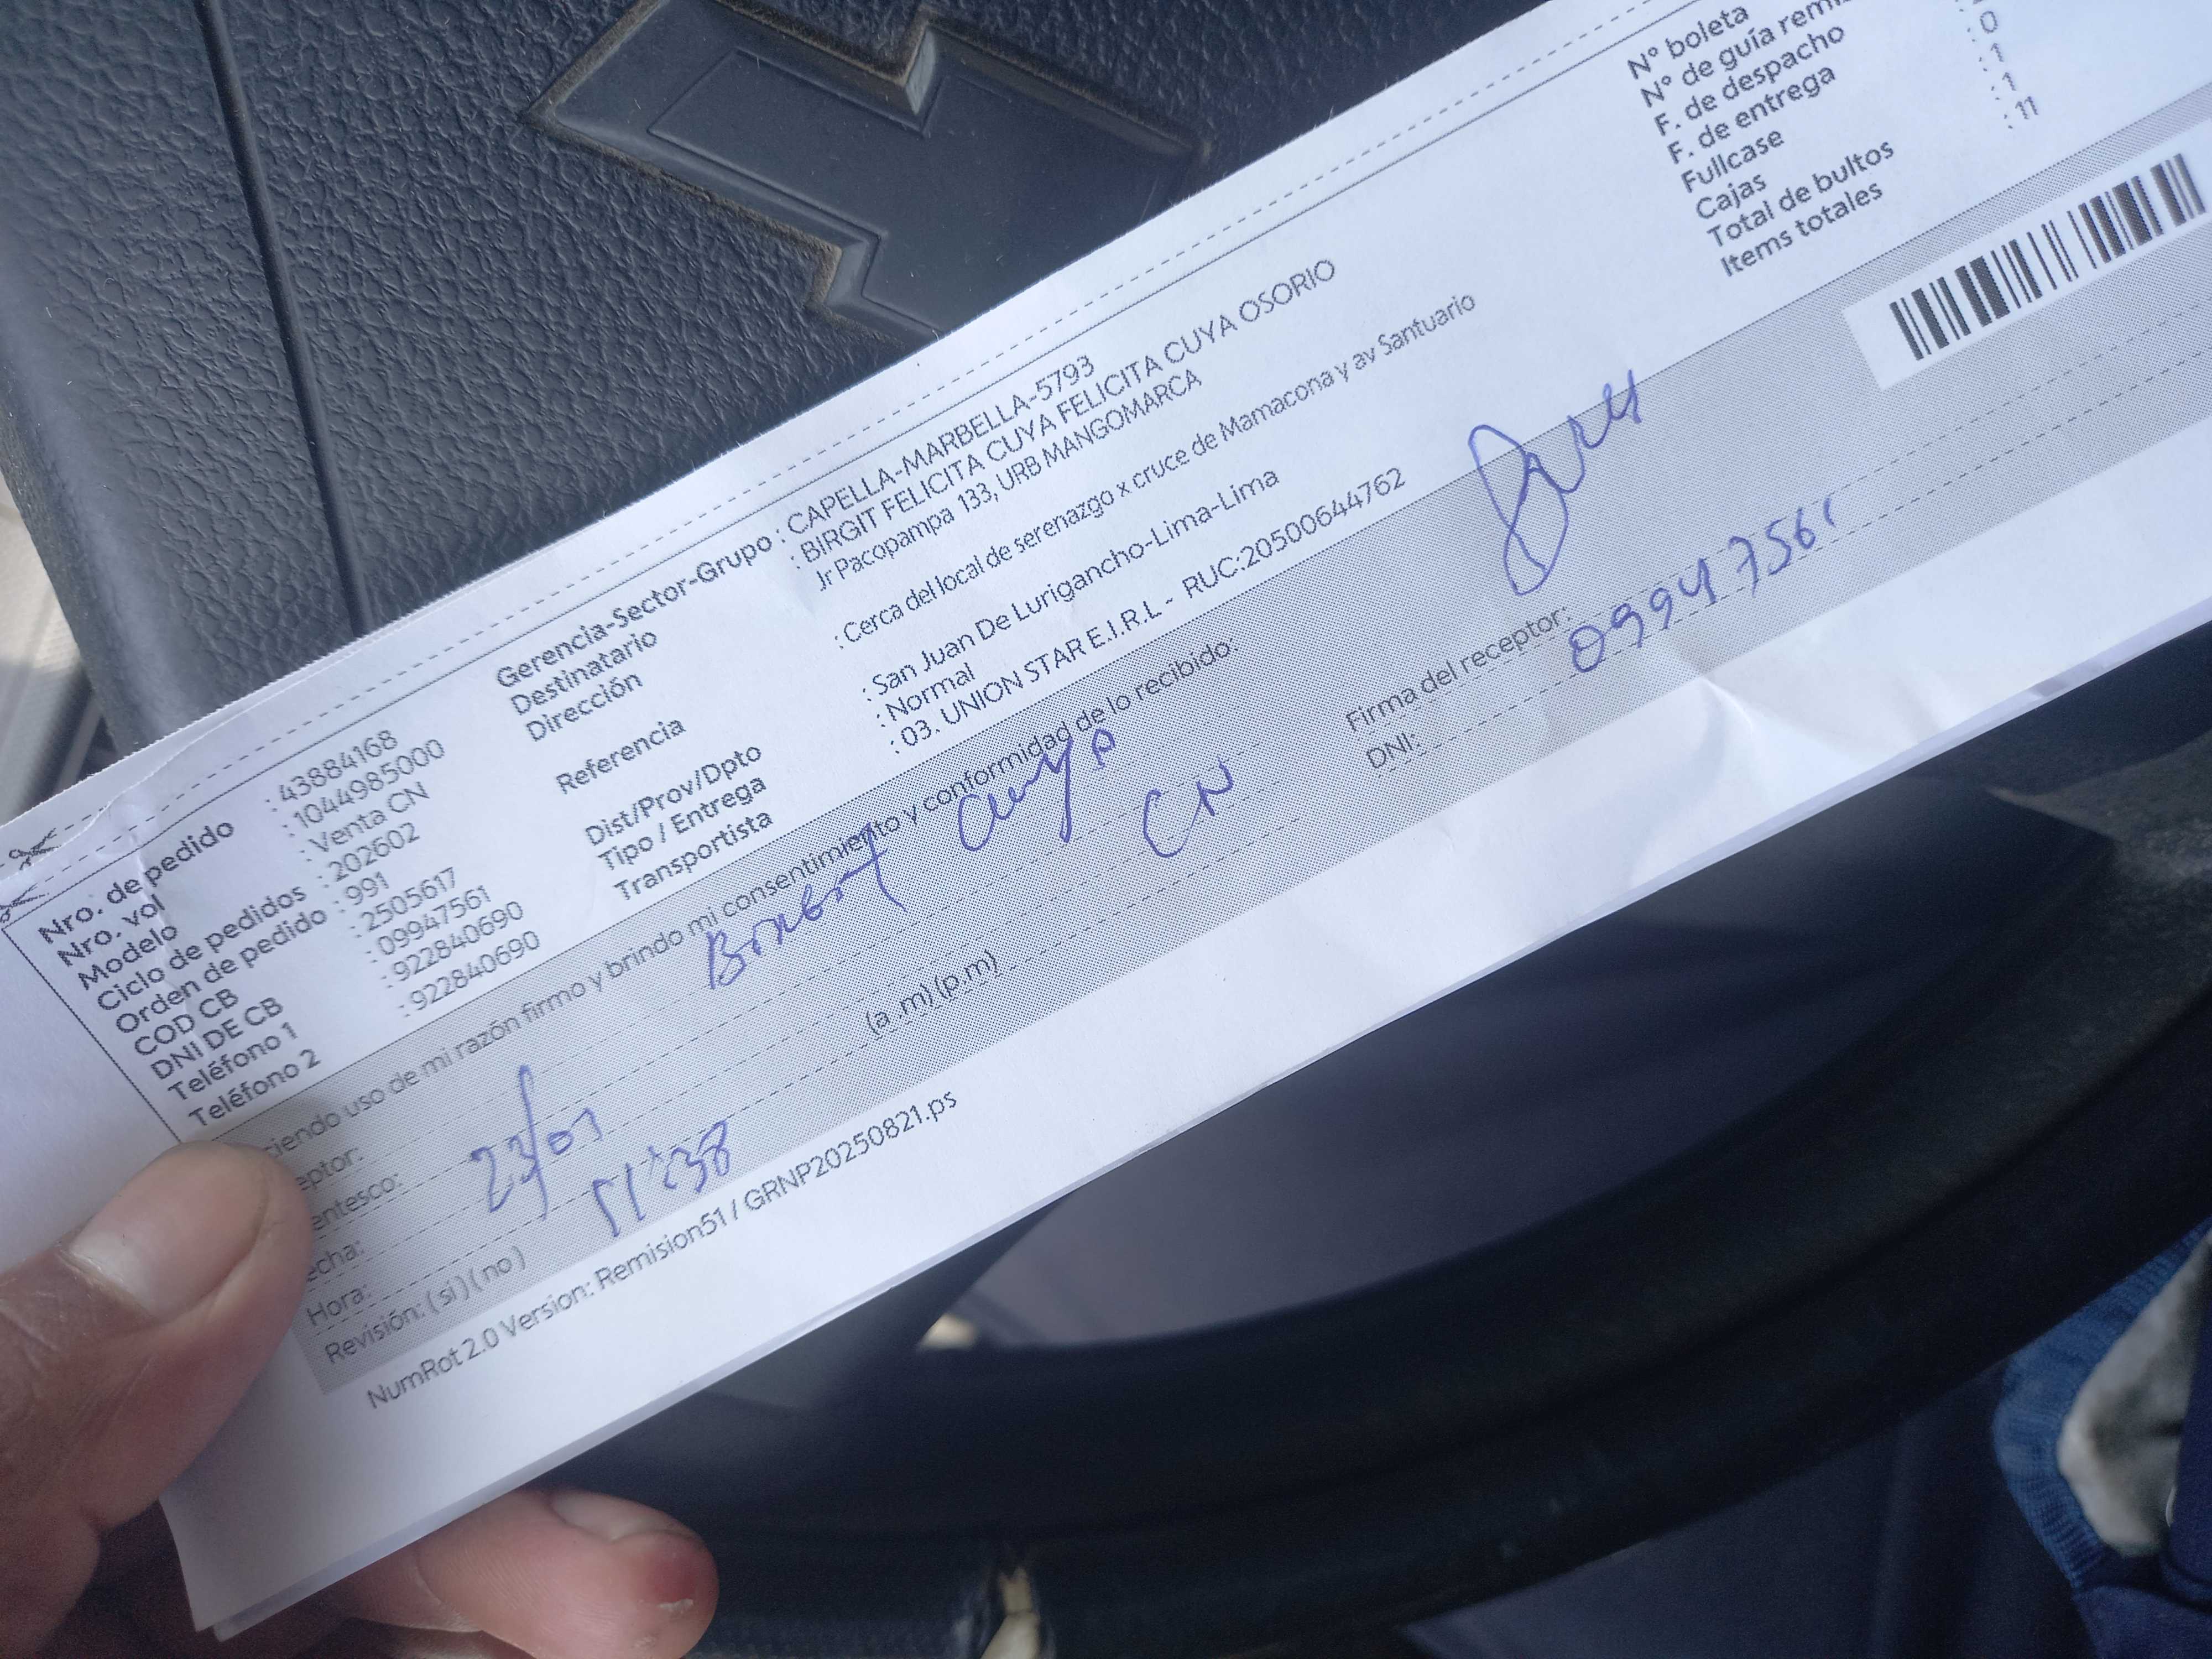 Nro. de pedido : 43884168
Nro. vol : 1044985000
Modelo : Venta CN
Ciclo de pedidos : 202602
Orden de pedido : 991
COD CB : 2505617
DNI DE CB : 09947561
Teléfono 1 : 922840690
Teléfono 2 : 922840690
Gerencia-Sector-Grupo : CAPELLA-MARBELLA-5793
Destinatario : BIRGIT FELICITA CUYA FELICITA CUYA OSORIO
Dirección Jr Pacopampa 133, URB MANGOMARCA
Referencia : Cerca del local de serenazgo x cruce de Mamacona y av Santuario
Dist/Prov/Dpto : San Juan De Lurigancho-Lima-Lima
Tipo / Entrega : Normal
Transportista : 03. UNION STAR E.I.R.L - RUC:20500644762
N° boleta
N° de guía remi
F. de despacho
F. de entrega
Fullcase : 0
Cajas : 1
Total de bultos : 1
Items totales : 11
ciendo uso de mi razón firmo y brindo mi consentimiento y conformidad de lo recibido:
eptor: Cuya
entesco: CN
echa:
Hora: 11:38 (a .m) (p.m)
Revisión: ( si ) ( no )
Firma del receptor:
DNI: 09947561
NumRot 2.0 Version: Remision51 / GRNP20250821.ps